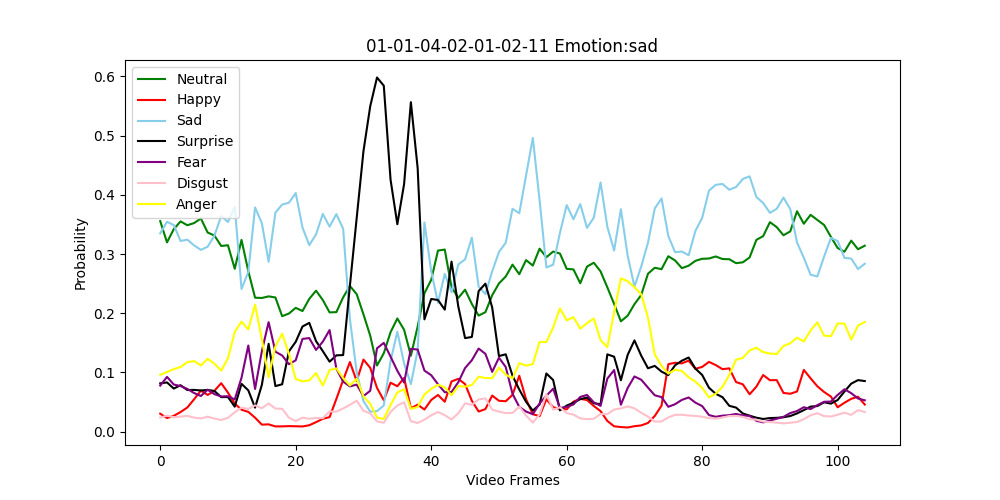 01-01-04-02-01-02-11 Emotion:sad
Neutral
Happy
Sad
Surprise
Fear
Disgust
Anger
0.6
0.5
0.4
0.3
0.2
0.1
0.0
Probability
0 20 40 60 80 100
Video Frames